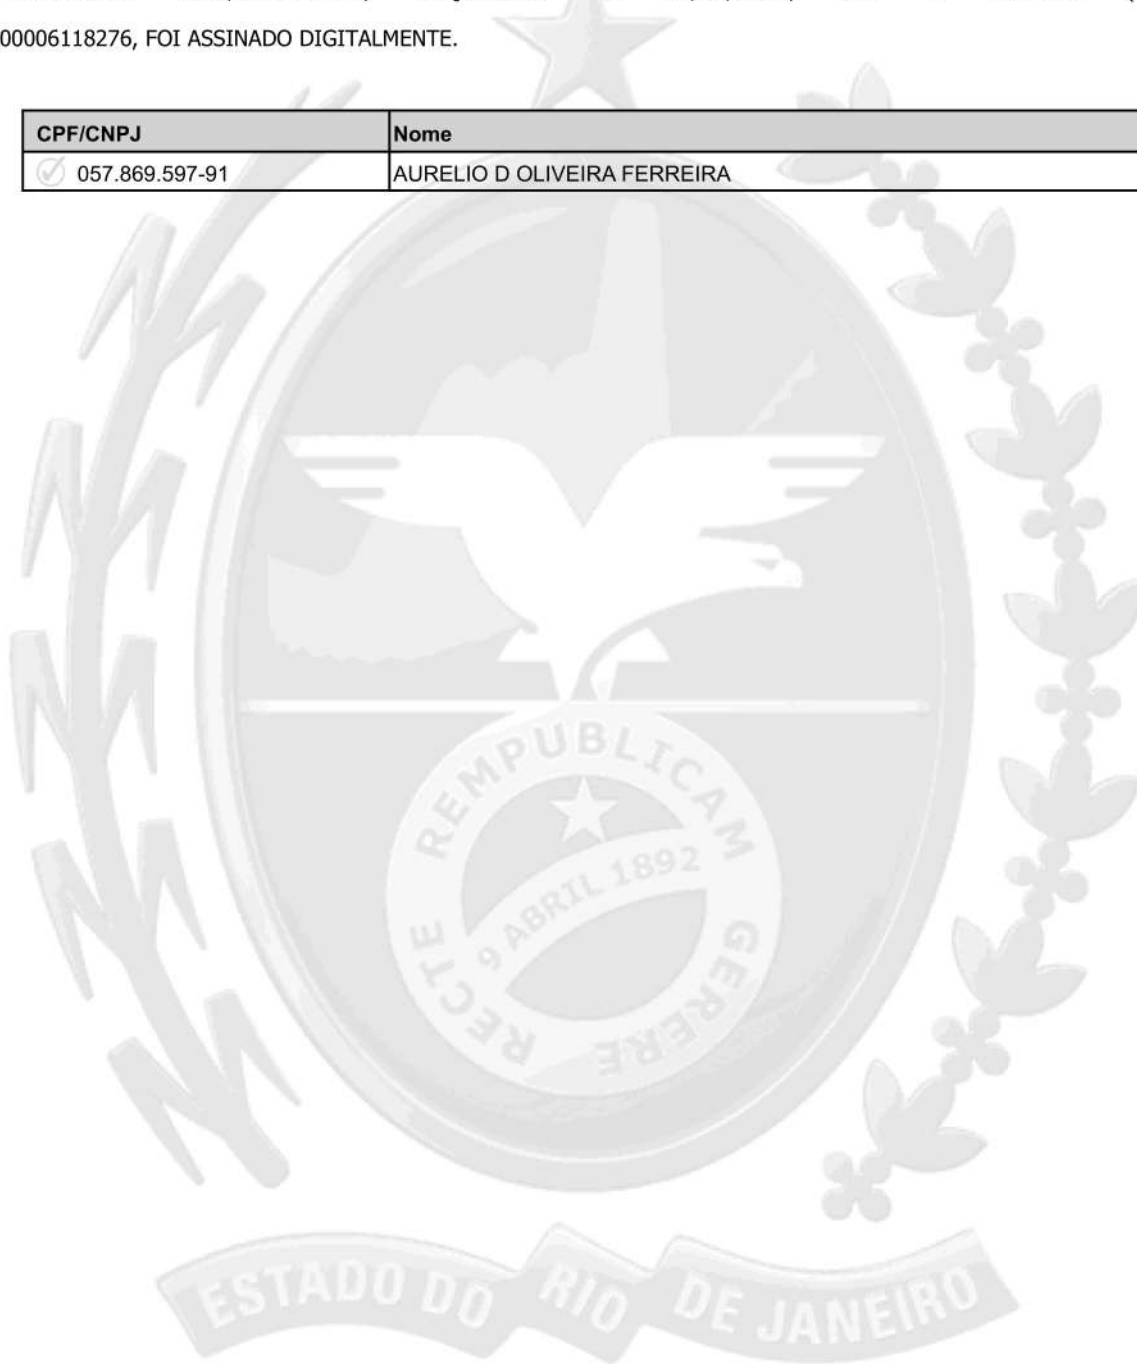 00006118276, FOI ASSINADO DIGITALMENTE.
CPF/CNPJ Nome
057.869.597-91 AURELIO D OLIVEIRA FERREIRA
RECTE REMPUBLICAM GERERE
9 ABRIL 1892
ESTADO DO RIO DE JANEIRO